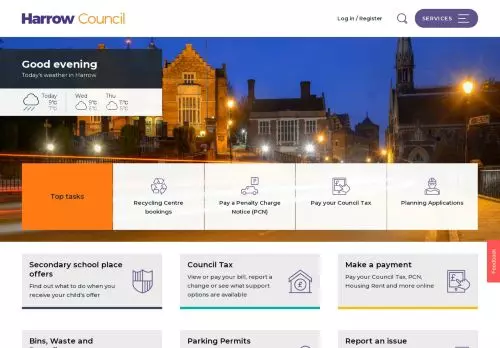 Harrow Council
Log in / Register
SERVICES
Good evening
Today's weather in Harrow
Today
9°c
7°c
Wed
9°c
6°c
Thu
11°c
5°c
Top tasks
Recycling Centre
bookings
Pay a Penalty Charge
Notice (PCN)
Pay your Council Tax
Planning Applications
Feedback
Secondary school place
offers
Find out what to do when you
receive your child's offer
Council Tax
View or pay your bill, report a
change or see what support
options are available
Make a payment
Pay your Council Tax, PCN,
Housing Rent and more online
Bins, Waste and
Parking Permits
Report an issue